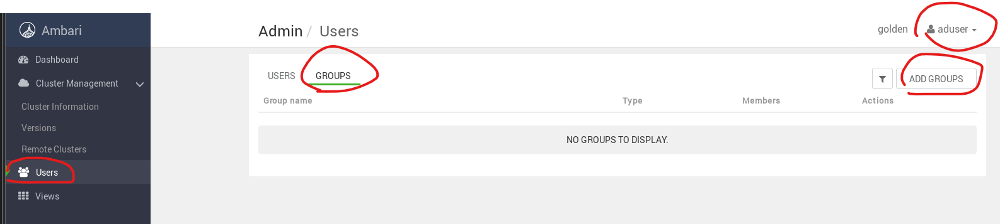 Ambari
Admin / Users
golden
aduser
Dashboard
Cluster Management
Cluster Information
Versions
Remote Clusters
Users
Views
USERS GROUPS
ADD GROUPS
Group name Type Members Actions
NO GROUPS TO DISPLAY.